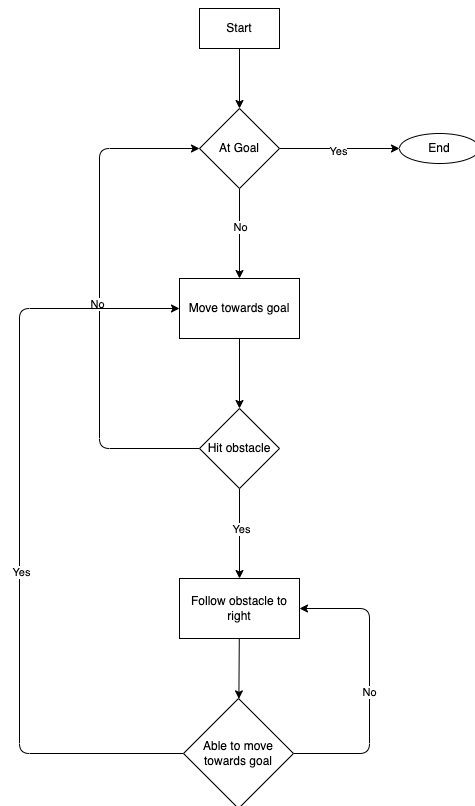 Start
At Goal
Yes
End
No
Move towards goal
No
Hit obstacle
Yes
Follow obstacle to
right
Yes
No
Able to move
towards goal